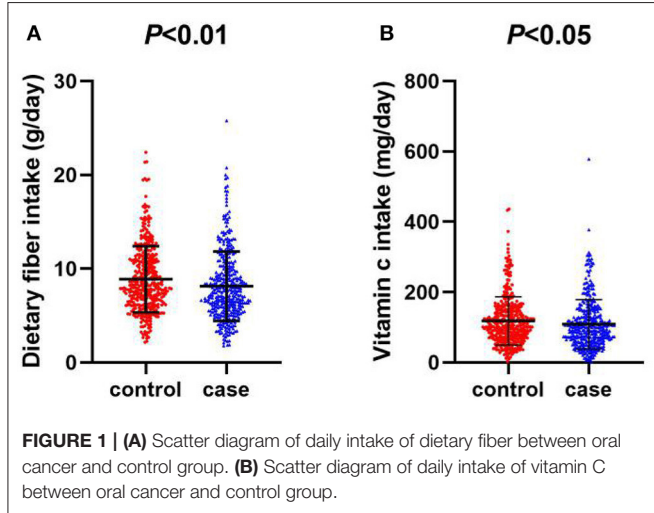 A
P<0.01
Dietary fiber intake (g/day)
30
20
10
0
control
case
B
P<0.05
Vitamin c intake (mg/day)
800
600
400
200
0
control
case
FIGURE 1 | (A) Scatter diagram of daily intake of dietary fiber between oral
cancer and control group. (B) Scatter diagram of daily intake of vitamin C
between oral cancer and control group.